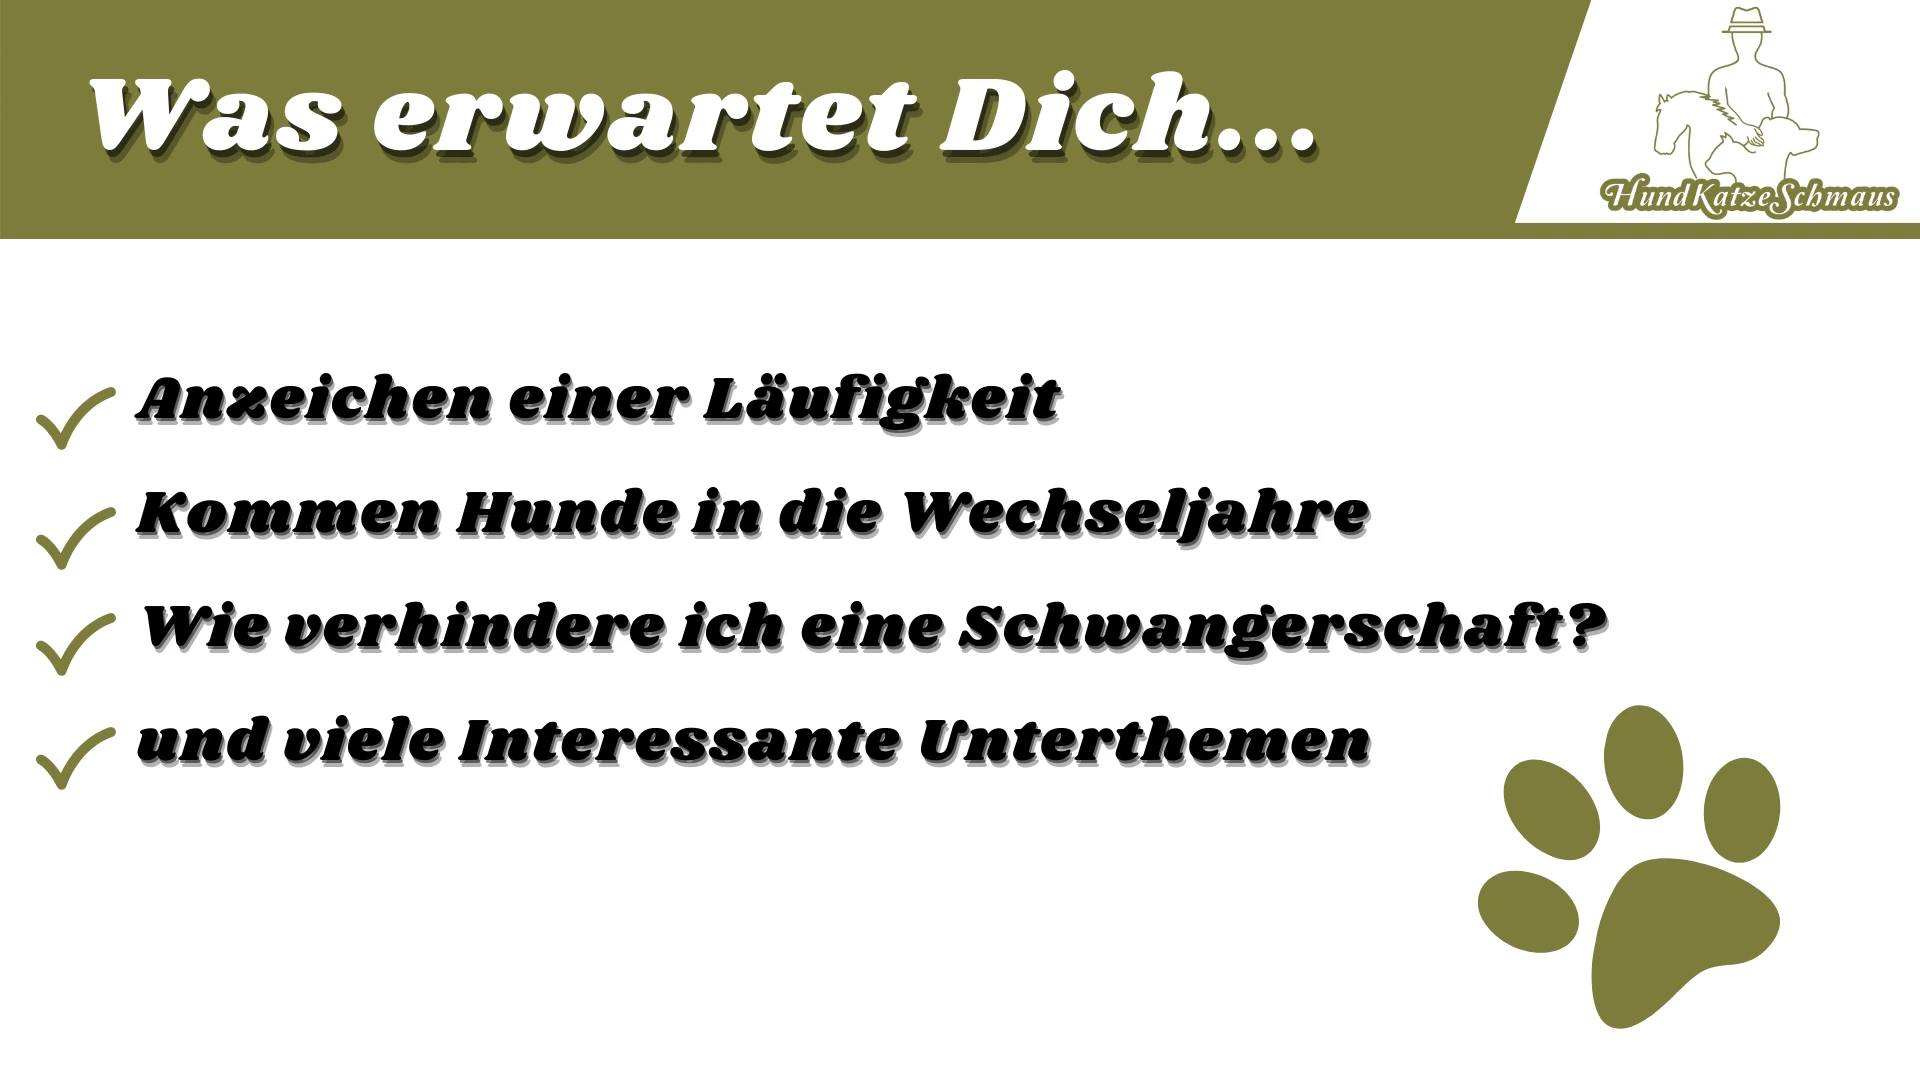 Was erwartet Dich...
HundKatzeSchmaus
Anzeichen einer Läufigkeit
Kommen Hunde in die Wechseljahre
Wie verhindere ich eine Schwangerschaft?
und viele Interessante Unterthemen